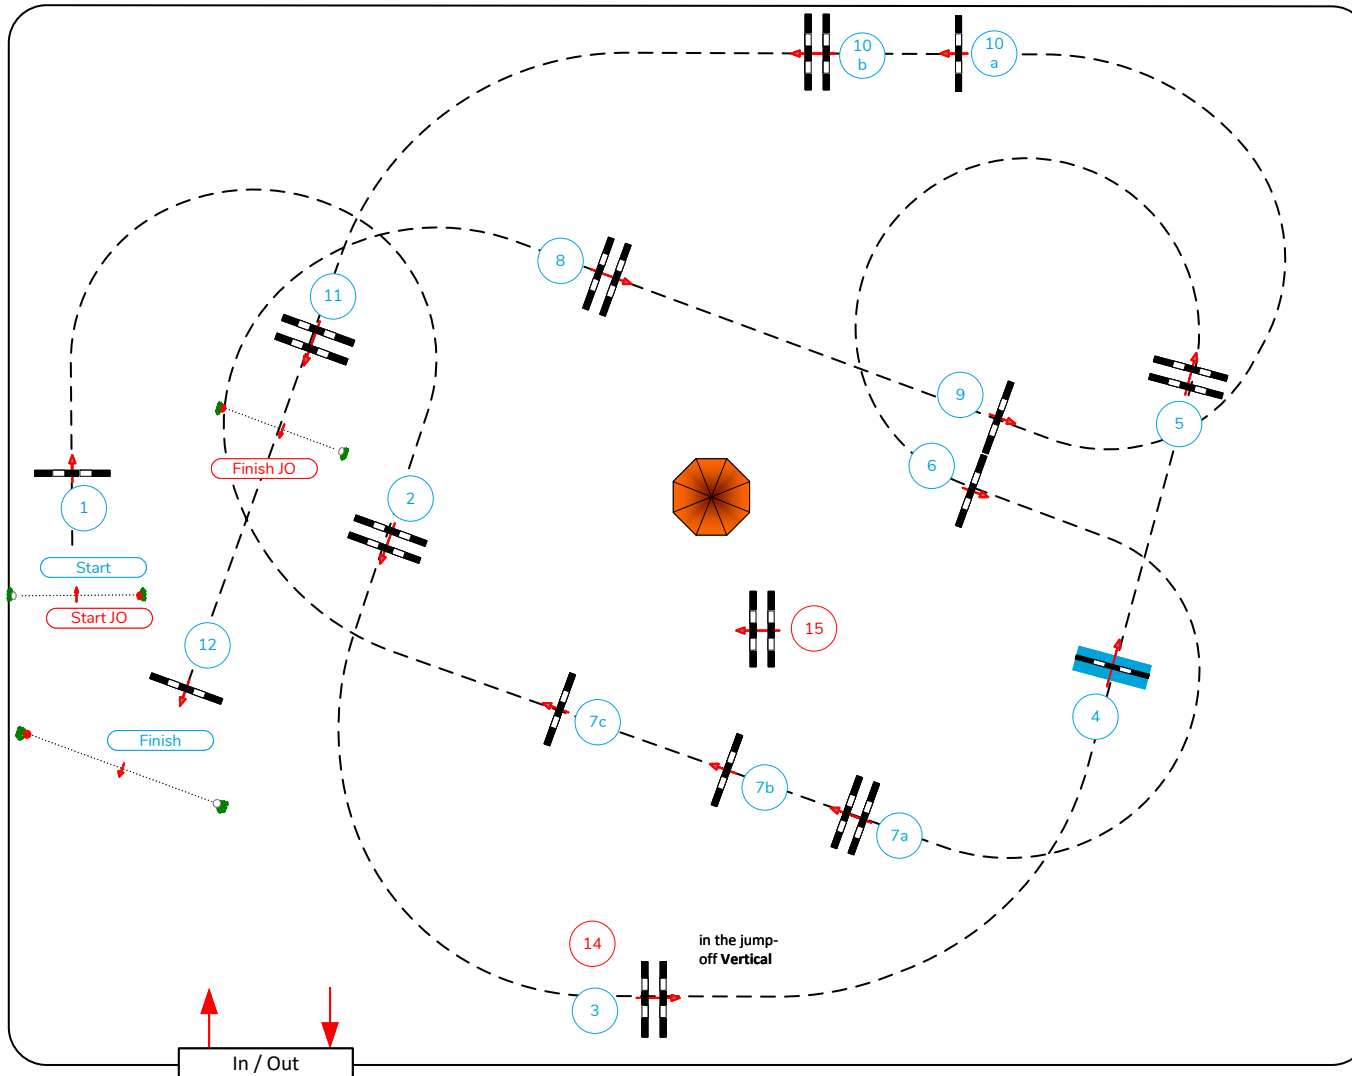 10
b
10
a
8
11
9
5
6
2
1
Finish JO
Start
Start JO
15
12
7c
4
Finish
7b
7a
14
in the jump-
off Vertical
3
In / Out